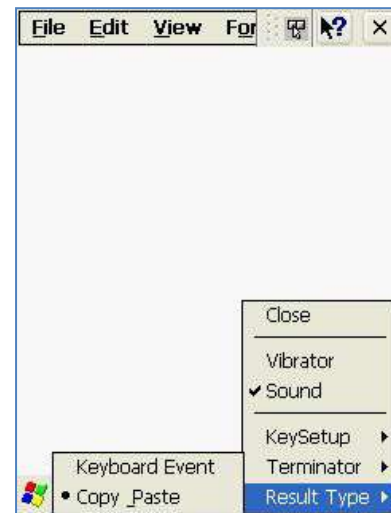 File Edit View For ? ×
Close
Vibrator
Sound
KeySetup
Terminator
Result Type
Keyboard Event
Copy _Paste